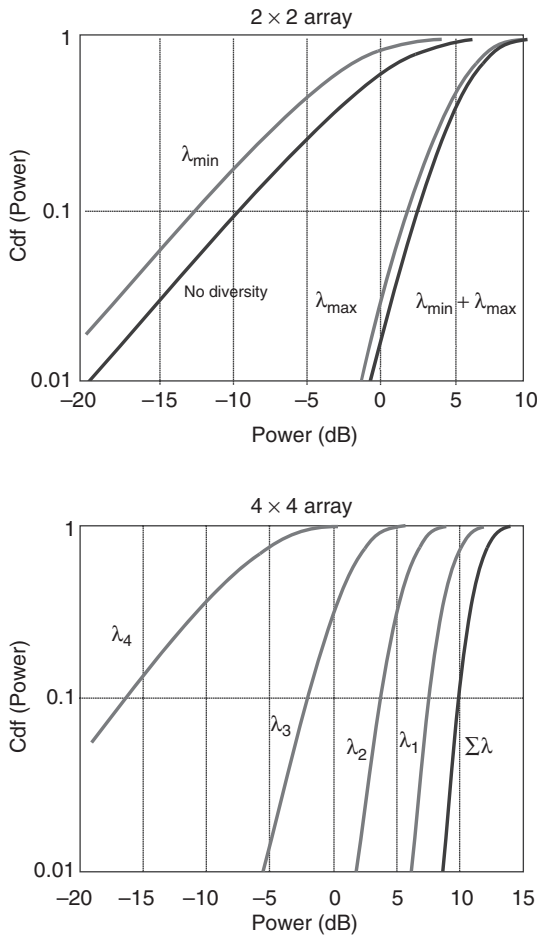 2 × 2 array
1
0.1
0.01
Cdf (Power)
λmin
No diversity
λmax
λmin + λmax
−20 −15 −10 −5 0 5 10
Power (dB)
4 × 4 array
1
0.1
0.01
Cdf (Power)
λ4
λ3
λ2
λ1
Σλ
−20 −15 −10 −5 0 5 10 15
Power (dB)